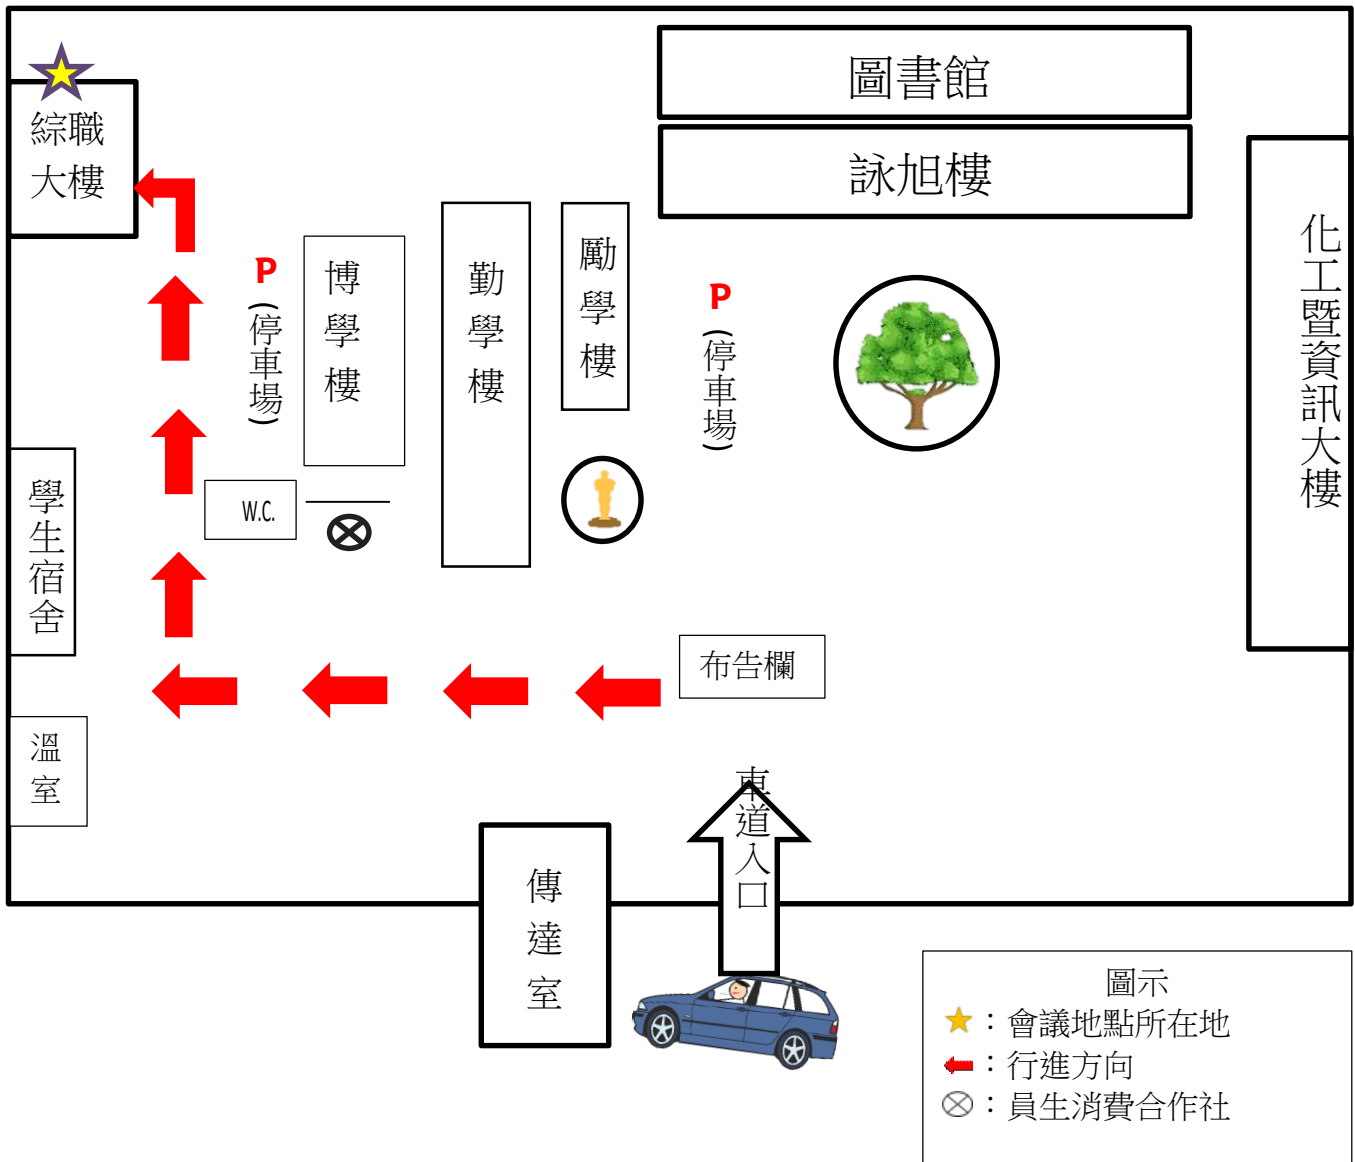 圖書館
詠旭樓
綜職
大樓
化工暨資訊大樓
P
(停車場)
博學樓
勤學樓
勵學樓
P
(停車場)
學生宿舍
W.C.
布告欄
溫室
車道入口
傳達室
圖示
：會議地點所在地
：行進方向
：員生消費合作社